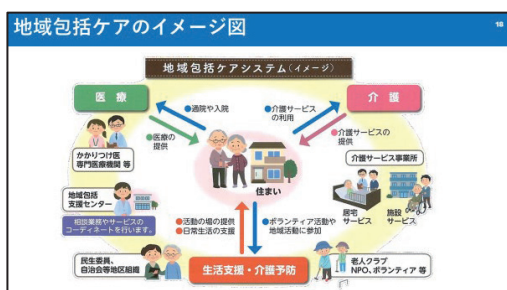 地域包括ケアのイメージ図
18
地域包括ケアシステム(イメージ)
医療
●通院や入院
●介護サービス
の利用
介護
●医療の
提供
●介護サービスの
提供
かかりつけ医
専門医療機関 等
介護サービス事業所
住まい
地域包括
支援センター
居宅
サービス
施設
サービス
相談業務やサービスの
コーディネートを行います。
●活動の場の提供
●日常生活の支援
●ボランティア活動や
地域活動に参加
民生委員、
自治会等地区組織
生活支援・介護予防
老人クラブ
NPO、ボランティア 等